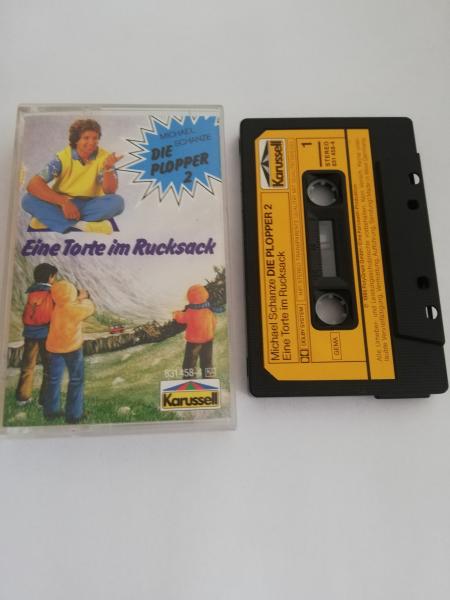 MICHAEL
SCHANZE
DIE
PLOPPER
2
Eine Torte im Rucksack
831 458-4
Karussell
Karussell
1
STEREO
831 458-4
Michael Schanze DIE PLOPPER 2
Eine Torte im Rucksack
DOLBY SYSTEM
GEMA